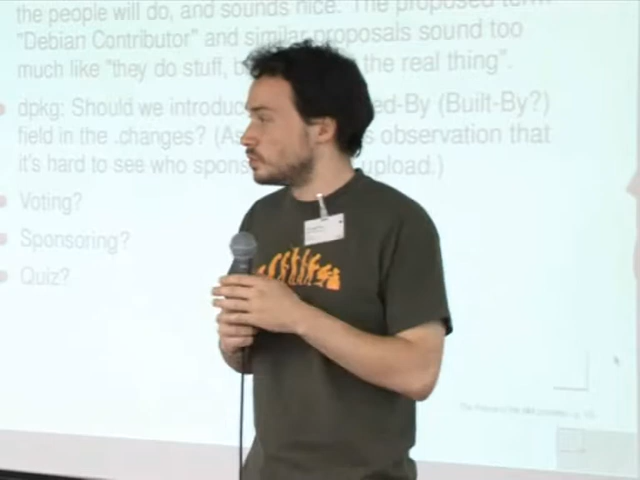 the people will do, and sounds nice. The proposed term
"Debian Contributor" and similar proposals sound too
much like "they do stuff, b the real thing".
dpkg: Should we introduc ed-By (Built-By?)
field in the .changes? (As s observation that
it's hard to see who spons upload.)
Voting?
Sponsoring?
Quiz?